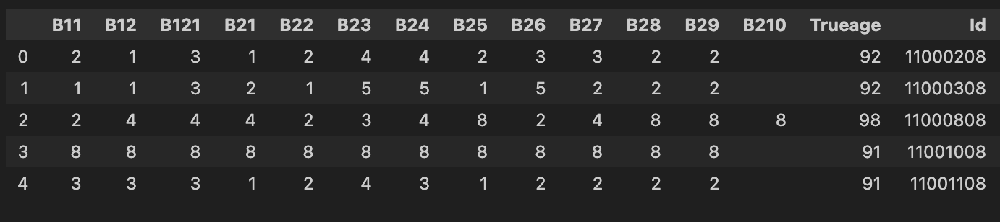 B11 B12 B121 B21 B22 B23 B24 B25 B26 B27 B28 B29 B210 Trueage Id
0 2 1 3 1 2 4 4 2 3 3 2 2 92 11000208
1 1 1 3 2 1 5 5 1 5 2 2 2 92 11000308
2 2 4 4 4 2 3 4 8 2 4 8 8 8 98 11000808
3 8 8 8 8 8 8 8 8 8 8 8 8 91 11001008
4 3 3 3 1 2 4 3 1 2 2 2 2 91 11001108